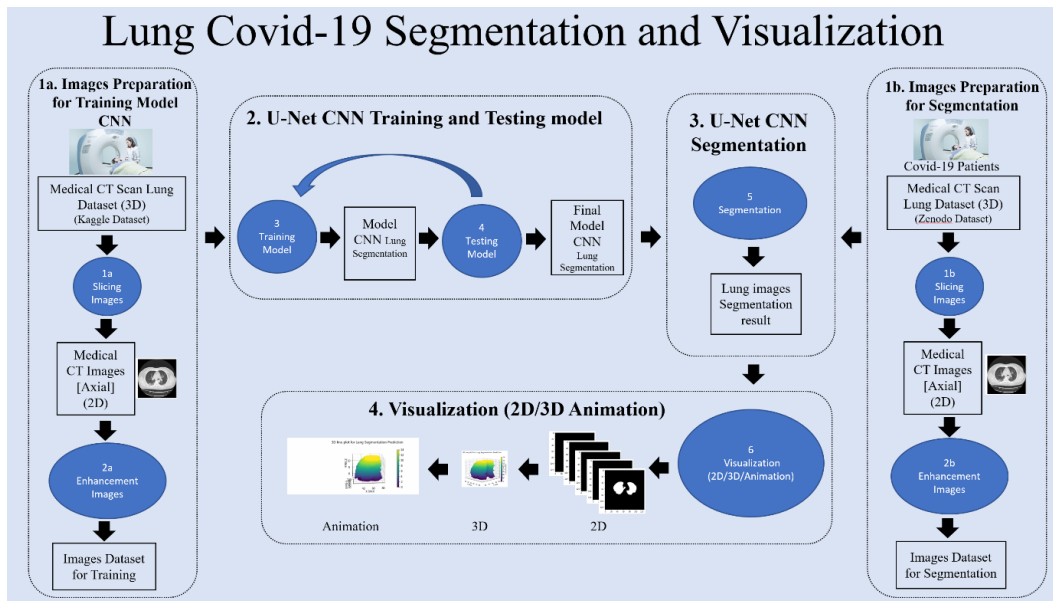 Lung Covid-19 Segmentation and Visualization
1a. Images Preparation
for Training Model
CNN
Medical CT Scan Lung
Dataset (3D)
(Kaggle Dataset)
1a
Slicing
Images
Medical
CT Images
[Axial]
(2D)
2a
Enhancement
Images
Images Dataset
for Training
2. U-Net CNN Training and Testing model
3
Training
Model
Model
CNN Lung
Segmentation
4
Testing
Model
Final
Model
CNN
Lung
Segmentation
3. U-Net CNN
Segmentation
5
Segmentation
Lung images
Segmentation
result
1b. Images Preparation
for Segmentation
Covid-19 Patients
Medical CT Scan
Lung Dataset (3D)
(Zenodo Dataset)
1b
Slicing
Images
Medical
CT Images
[Axial]
(2D)
2b
Enhancement
Images
Images Dataset
for Segmentation
4. Visualization (2D/3D Animation)
6
Visualization
(2D/3D/Animation)
Animation
3D
2D